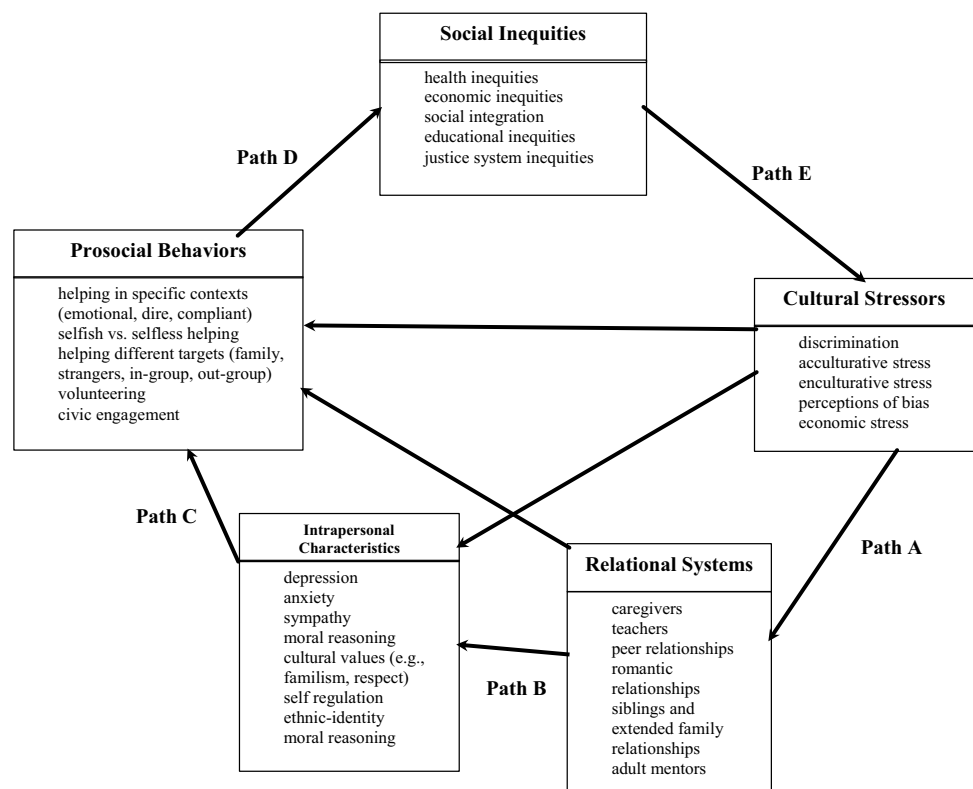 Social Inequities
health inequities
economic inequities
social integration
educational inequities
justice system inequities
Path D
Path E
Prosocial Behaviors
helping in specific contexts
(emotional, dire, compliant)
selfish vs. selfless helping
helping different targets (family,
strangers, in-group, out-group)
volunteering
civic engagement
Cultural Stressors
discrimination
acculturative stress
enculturative stress
perceptions of bias
economic stress
Path C
Path A
Intrapersonal
Characteristics
depression
anxiety
sympathy
moral reasoning
cultural values (e.g.,
familism, respect)
self regulation
ethnic-identity
moral reasoning
Path B
Relational Systems
caregivers
teachers
peer relationships
romantic
relationships
siblings and
extended family
relationships
adult mentors